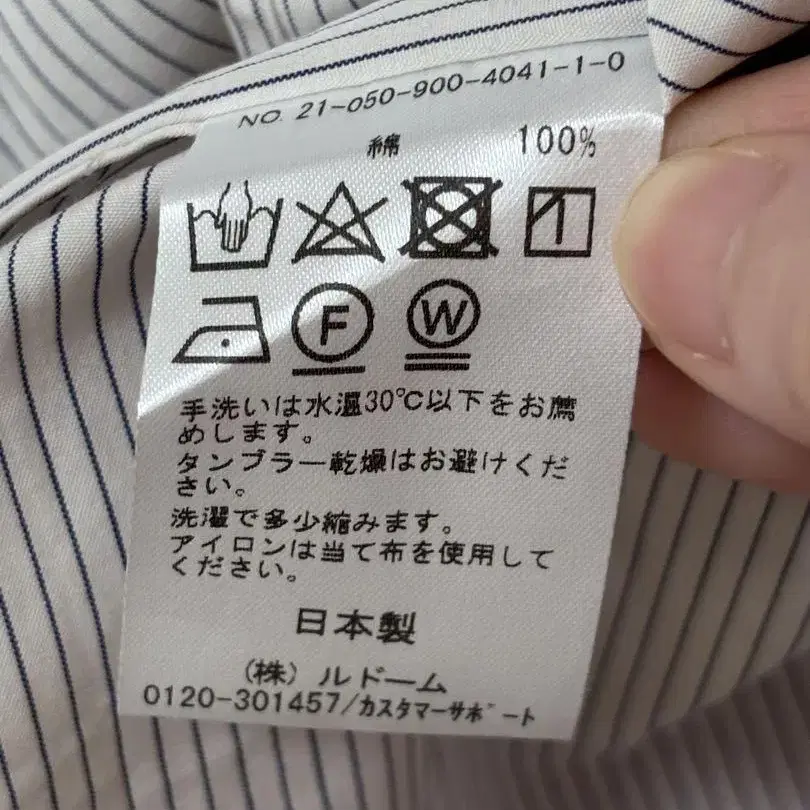 NO. 21-050-900-4041-1-0
綿 100%
F W
手洗いは水温30℃以下をお薦
めします。
タンブラー乾燥はお避けくだ
さい。
洗濯で多少縮みます。
アイロンは当て布を使用して
ください。
日本製
(株) ルドーム
0120-301457/カスタマーサポート